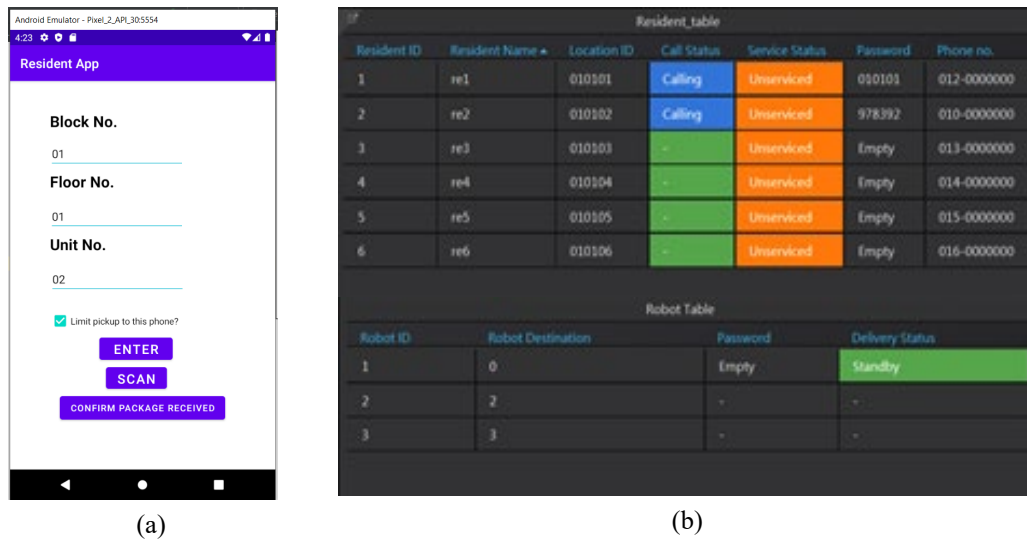 Android Emulator - Pixel_2_API_30:5554
4:23
Resident App
Block No.
01
Floor No.
01
Unit No.
02
Limit pickup to this phone?
ENTER
SCAN
CONFIRM PACKAGE RECEIVED
(a)
Resident_table
Resident ID Resident Name Location ID Call Status Service Status Password Phone no.
1 re1 010101 Calling Unserviced 010101 012-0000000
2 re2 010102 Calling Unserviced 978392 010-0000000
3 re3 010103 - Unserviced Empty 013-0000000
4 re4 010104 - Unserviced Empty 014-0000000
5 re5 010105 - Unserviced Empty 015-0000000
6 re6 010106 - Unserviced Empty 016-0000000
Robot Table
Robot ID Robot Destination Password Delivery Status
1 0 Empty Standby
2 2 - -
3 3 - -
(b)